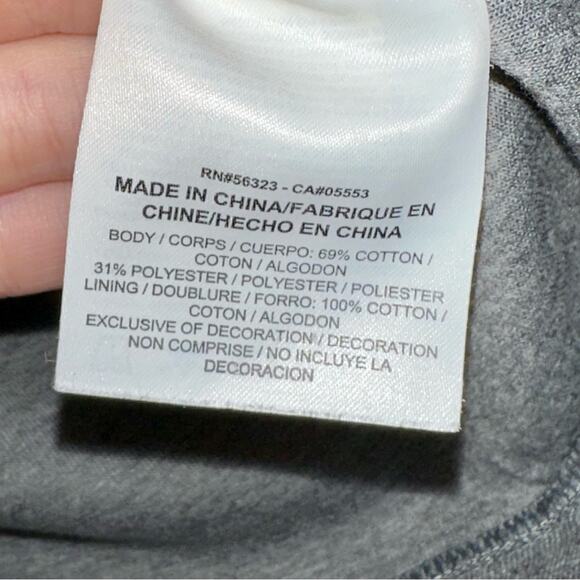 RN#56323 - CA#05553
MADE IN CHINA/FABRIQUE EN
CHINE/HECHO EN CHINA
BODY / CORPS / CUERPO: 69% COTTON /
COTON / ALGODON
31% POLYESTER / POLYESTER / POLIESTER
LINING / DOUBLURE / FORRO: 100% COTTON /
COTON / ALGODON
EXCLUSIVE OF DECORATION / DECORATION
NON COMPRISE / NO INCLUYE LA
DECORACION